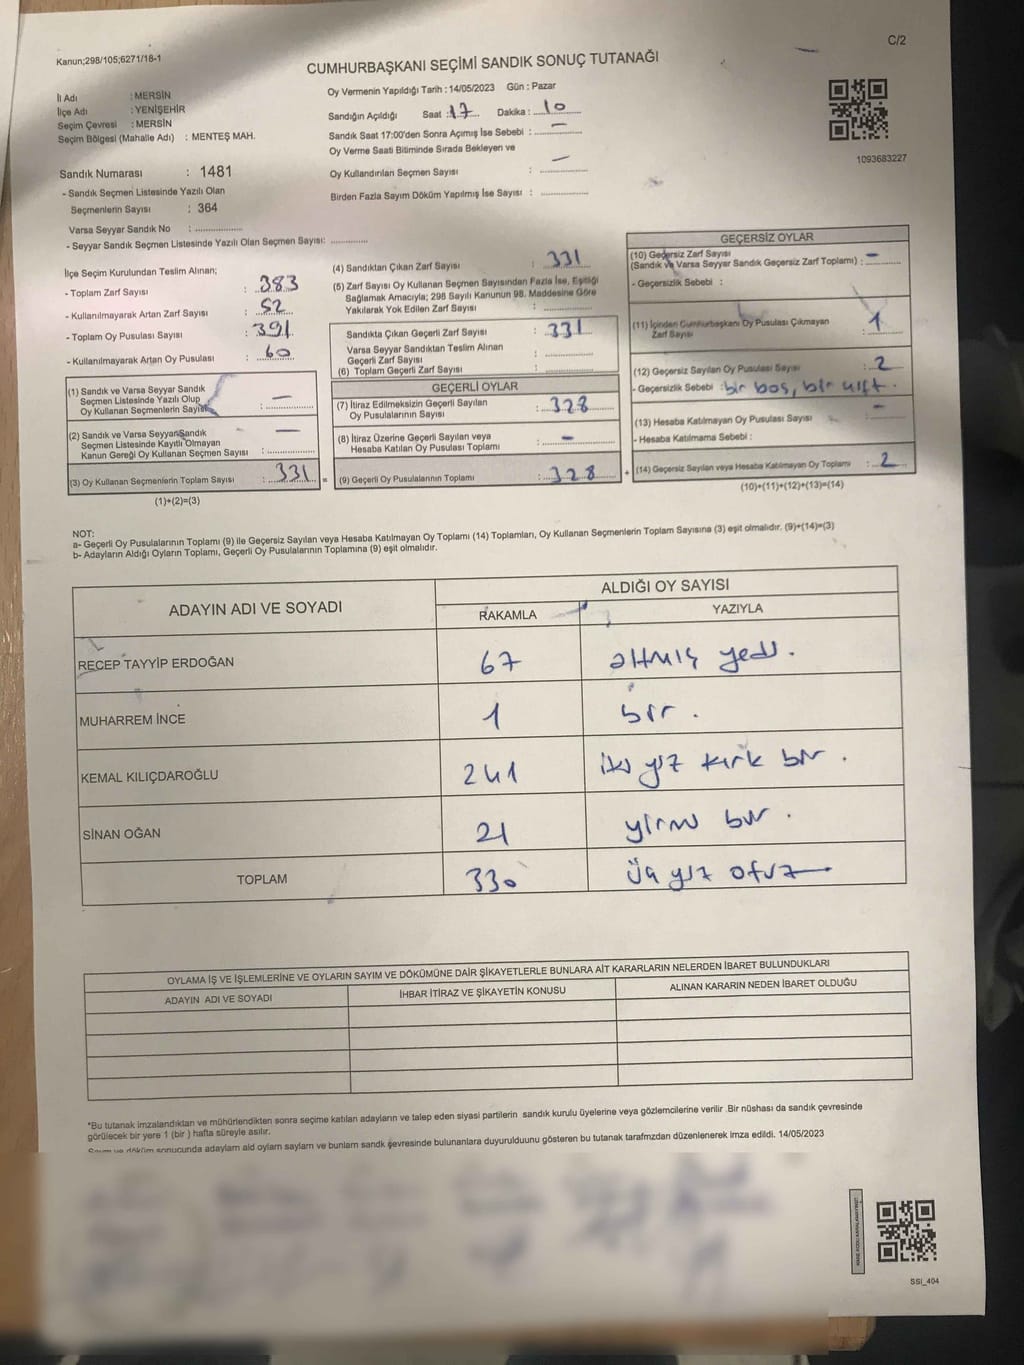 C/2
Kanun;298/105;6271/18-1
CUMHURBAŞKANI SEÇİMİ SANDIK SONUÇ TUTANAĞI
İl Adı : MERSİN
İlçe Adı : YENİŞEHİR
Seçim Çevresi : MERSİN
Seçim Bölgesi (Mahalle Adı) : MENTEŞ MAH.
Oy Vermenin Yapıldığı Tarih : 14/05/2023 Gün : Pazar
Sandığın Açıldığı Saat : 17 Dakika : 10
Sandık Saat 17:00'den Sonra Açımış İse Sebebi : –
Oy Verme Saati Bitiminde Sırada Bekleyen ve
Oy Kullandırılan Seçmen Sayısı : –
Birden Fazla Sayım Döküm Yapılmış İse Sayısı :
1093683227
Sandık Numarası : 1481
- Sandık Seçmen Listesinde Yazılı Olan
Seçmenlerin Sayısı : 364
Varsa Seyyar Sandık No :
- Seyyar Sandık Seçmen Listesinde Yazılı Olan Seçmen Sayısı:
İlçe Seçim Kurulundan Teslim Alınan;
- Toplam Zarf Sayısı : 383
- Kullanılmayarak Artan Zarf Sayısı : 52
- Toplam Oy Pusulası Sayısı : 391
- Kullanılmayarak Artan Oy Pusulası : 60
(1) Sandık ve Varsa Seyyar Sandık
Seçmen Listesinde Yazılı Olup
Oy Kullanan Seçmenlerin Sayısı : –
(2) Sandık ve Varsa Seyyar Sandık
Seçmen Listesinde Kayıtlı Olmayan
Kanun Gereği Oy Kullanan Seçmen Sayısı : –
(3) Oy Kullanan Seçmenlerin Toplam Sayısı : 331 =
(1)+(2)=(3)
(4) Sandıktan Çıkan Zarf Sayısı : 331
(5) Zarf Sayısı Oy Kullanan Seçmen Sayısından Fazla İse, Eşitliği
Sağlamak Amacıyla; 298 Sayılı Kanunun 98. Maddesine Göre
Yakılarak Yok Edilen Zarf Sayısı :
Sandıkta Çıkan Geçerli Zarf Sayısı : 331
Varsa Seyyar Sandıktan Teslim Alınan
Geçerli Zarf Sayısı :
(6) Toplam Geçerli Zarf Sayısı :
GEÇERLİ OYLAR
(7) İtiraz Edilmeksizin Geçerli Sayılan
Oy Pusulalarının Sayısı : 328
(8) İtiraz Üzerine Geçerli Sayılan veya
Hesaba Katılan Oy Pusulası Toplamı : –
(9) Geçerli Oy Pusulalarının Toplamı : 328 +
GEÇERSİZ OYLAR
(10) Geçersiz Zarf Sayısı
(Sandık ve Varsa Seyyar Sandık Geçersiz Zarf Toplamı) : –
- Geçersizlik Sebebi :
(11) İçinden Cumhurbaşkanı Oy Pusulası Çıkmayan
Zarf Sayısı : 1
(12) Geçersiz Sayılan Oy Pusulası Sayısı : 2
- Geçersizlik Sebebi : bir boş, bir çift.
(13) Hesaba Katılmayan Oy Pusulası Sayısı : –
- Hesaba Katılmama Sebebi :
(14) Geçersiz Sayılan veya Hesaba Katılmayan Oy Toplamı : 2
(10)+(11)+(12)+(13)=(14)
NOT:
a- Geçerli Oy Pusulalarının Toplamı (9) ile Geçersiz Sayılan veya Hesaba Katılmayan Oy Toplamı (14) Toplamları, Oy Kullanan Seçmenlerin Toplam Sayısına (3) eşit olmalıdır. (9)+(14)=(3)
b- Adayların Aldığı Oyların Toplamı, Geçerli Oy Pusulalarının Toplamına (9) eşit olmalıdır.
ADAYIN ADI VE SOYADI
ALDIĞI OY SAYISI
RAKAMLA YAZIYLA
RECEP TAYYİP ERDOĞAN 67 altmış yedi.
MUHARREM İNCE 1 bir.
KEMAL KILIÇDAROĞLU 241 iki yüz kırk bir.
SİNAN OĞAN 21 yirmi bir.
TOPLAM 330 üç yüz otuz
OYLAMA İŞ VE İŞLEMLERİNE VE OYLARIN SAYIM VE DÖKÜMÜNE DAİR ŞİKAYETLERLE BUNLARA AİT KARARLARIN NELERDEN İBARET BULUNDUKLARI
ADAYIN ADI VE SOYADI İHBAR İTİRAZ VE ŞİKAYETİN KONUSU ALINAN KARARIN NEDEN İBARET OLDUĞU
*Bu tutanak imzalandıktan ve mühürlendikten sonra seçime katılan adayların ve talep eden siyasi partilerin sandık kurulu üyelerine veya gözlemcilerine verilir .Bir nüshası da sandık çevresinde
görülecek bir yere 1 (bir ) hafta süreyle asılır.
Sayım ve döküm sonucunda adaylam ald oylam saylam ve bunlam sandk çevresinde bulunanlara duyurulduunu gösteren bu tutanak tarafmzdan düzenlenerek imza edildi. 14/05/2023
SSI_404